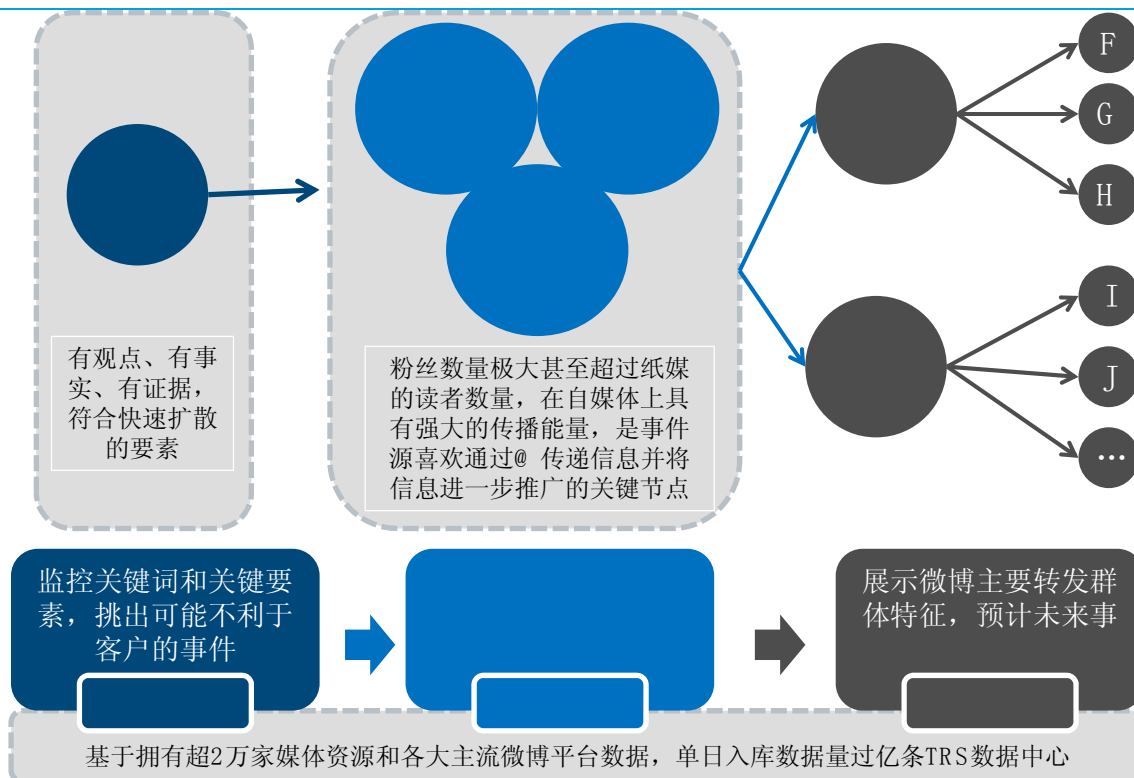 F
G
H
I
J
…
有观点、有事
实、有证据，
符合快速扩散
的要素
粉丝数量极大甚至超过纸媒
的读者数量，在自媒体上具
有强大的传播能量，是事件
源喜欢通过@ 传递信息并将
信息进一步推广的关键节点
监控关键词和关键要
素，挑出可能不利于
客户的事件
展示微博主要转发群
体特征，预计未来事
基于拥有超2万家媒体资源和各大主流微博平台数据，单日入库数据量过亿条TRS数据中心